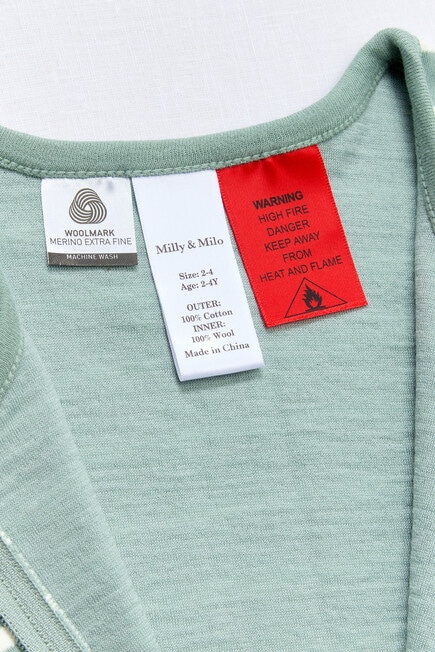 WOOLMARK
MERINO EXTRA FINE
MACHINE WASH
Milly & Milo
Size: 2-4
Age: 2-4Y
OUTER:
100% Cotton
INNER:
100% Wool
Made in China
WARNING
HIGH FIRE
DANGER
KEEP AWAY
FROM
HEAT AND FLAME